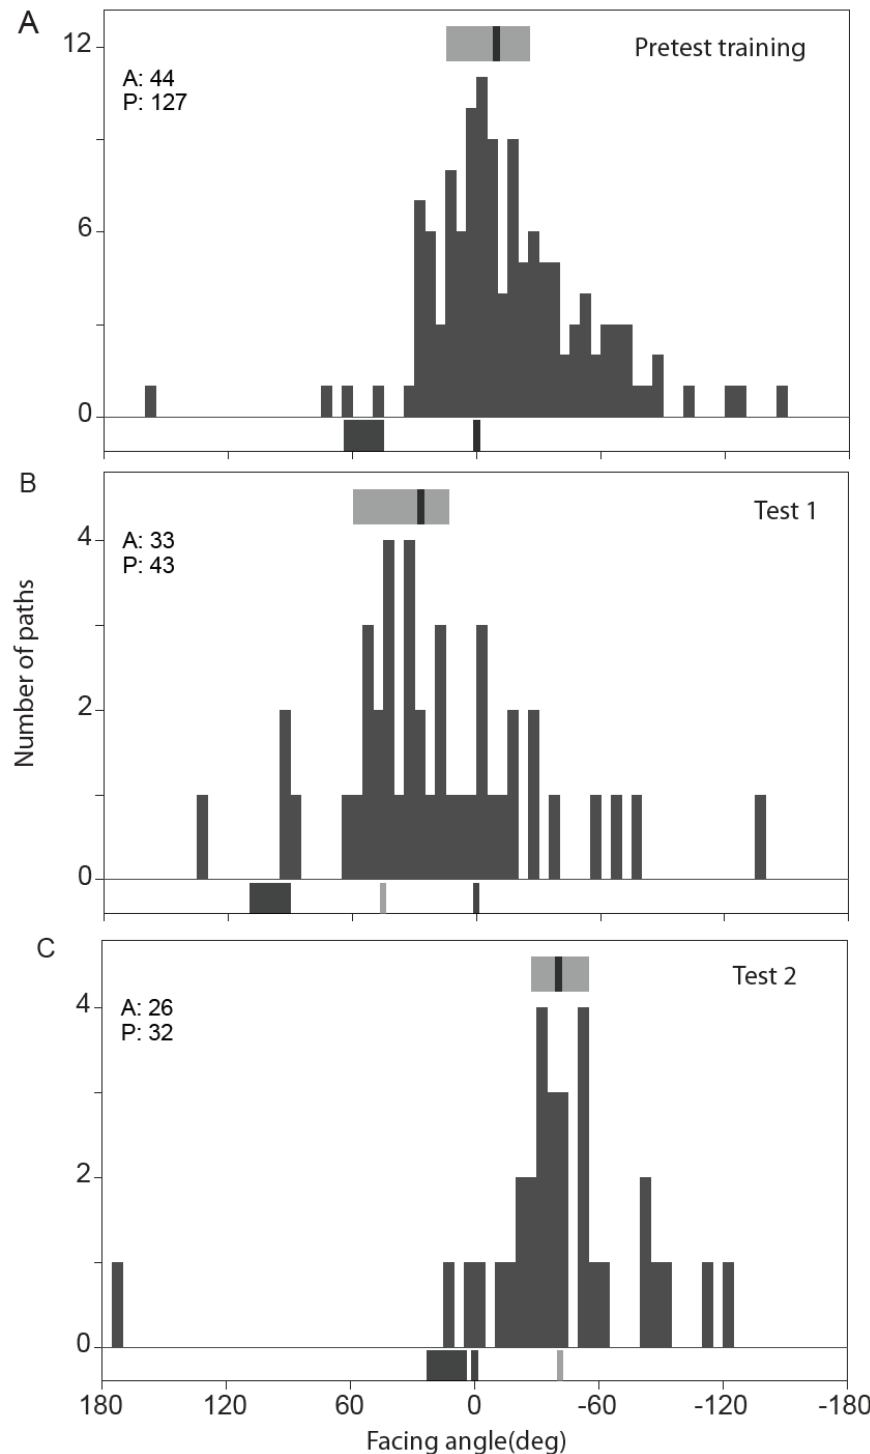 A
12
Pretest training
A: 44
P: 127
6
0
B
Test 1
4
A: 33
P: 43
Number of paths
2
0
C
Test 2
4
A: 26
P: 32
2
0
180 120 60 0 -60 -120 -180
Facing angle(deg)